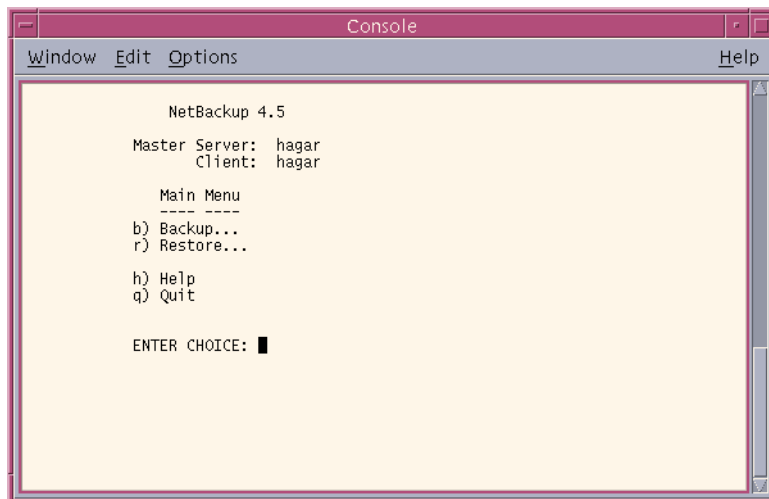 Console
Window Edit Options Help
NetBackup 4.5
Master Server: hagar
Client: hagar
Main Menu
---- ----
b) Backup...
r) Restore...
h) Help
q) Quit
ENTER CHOICE: